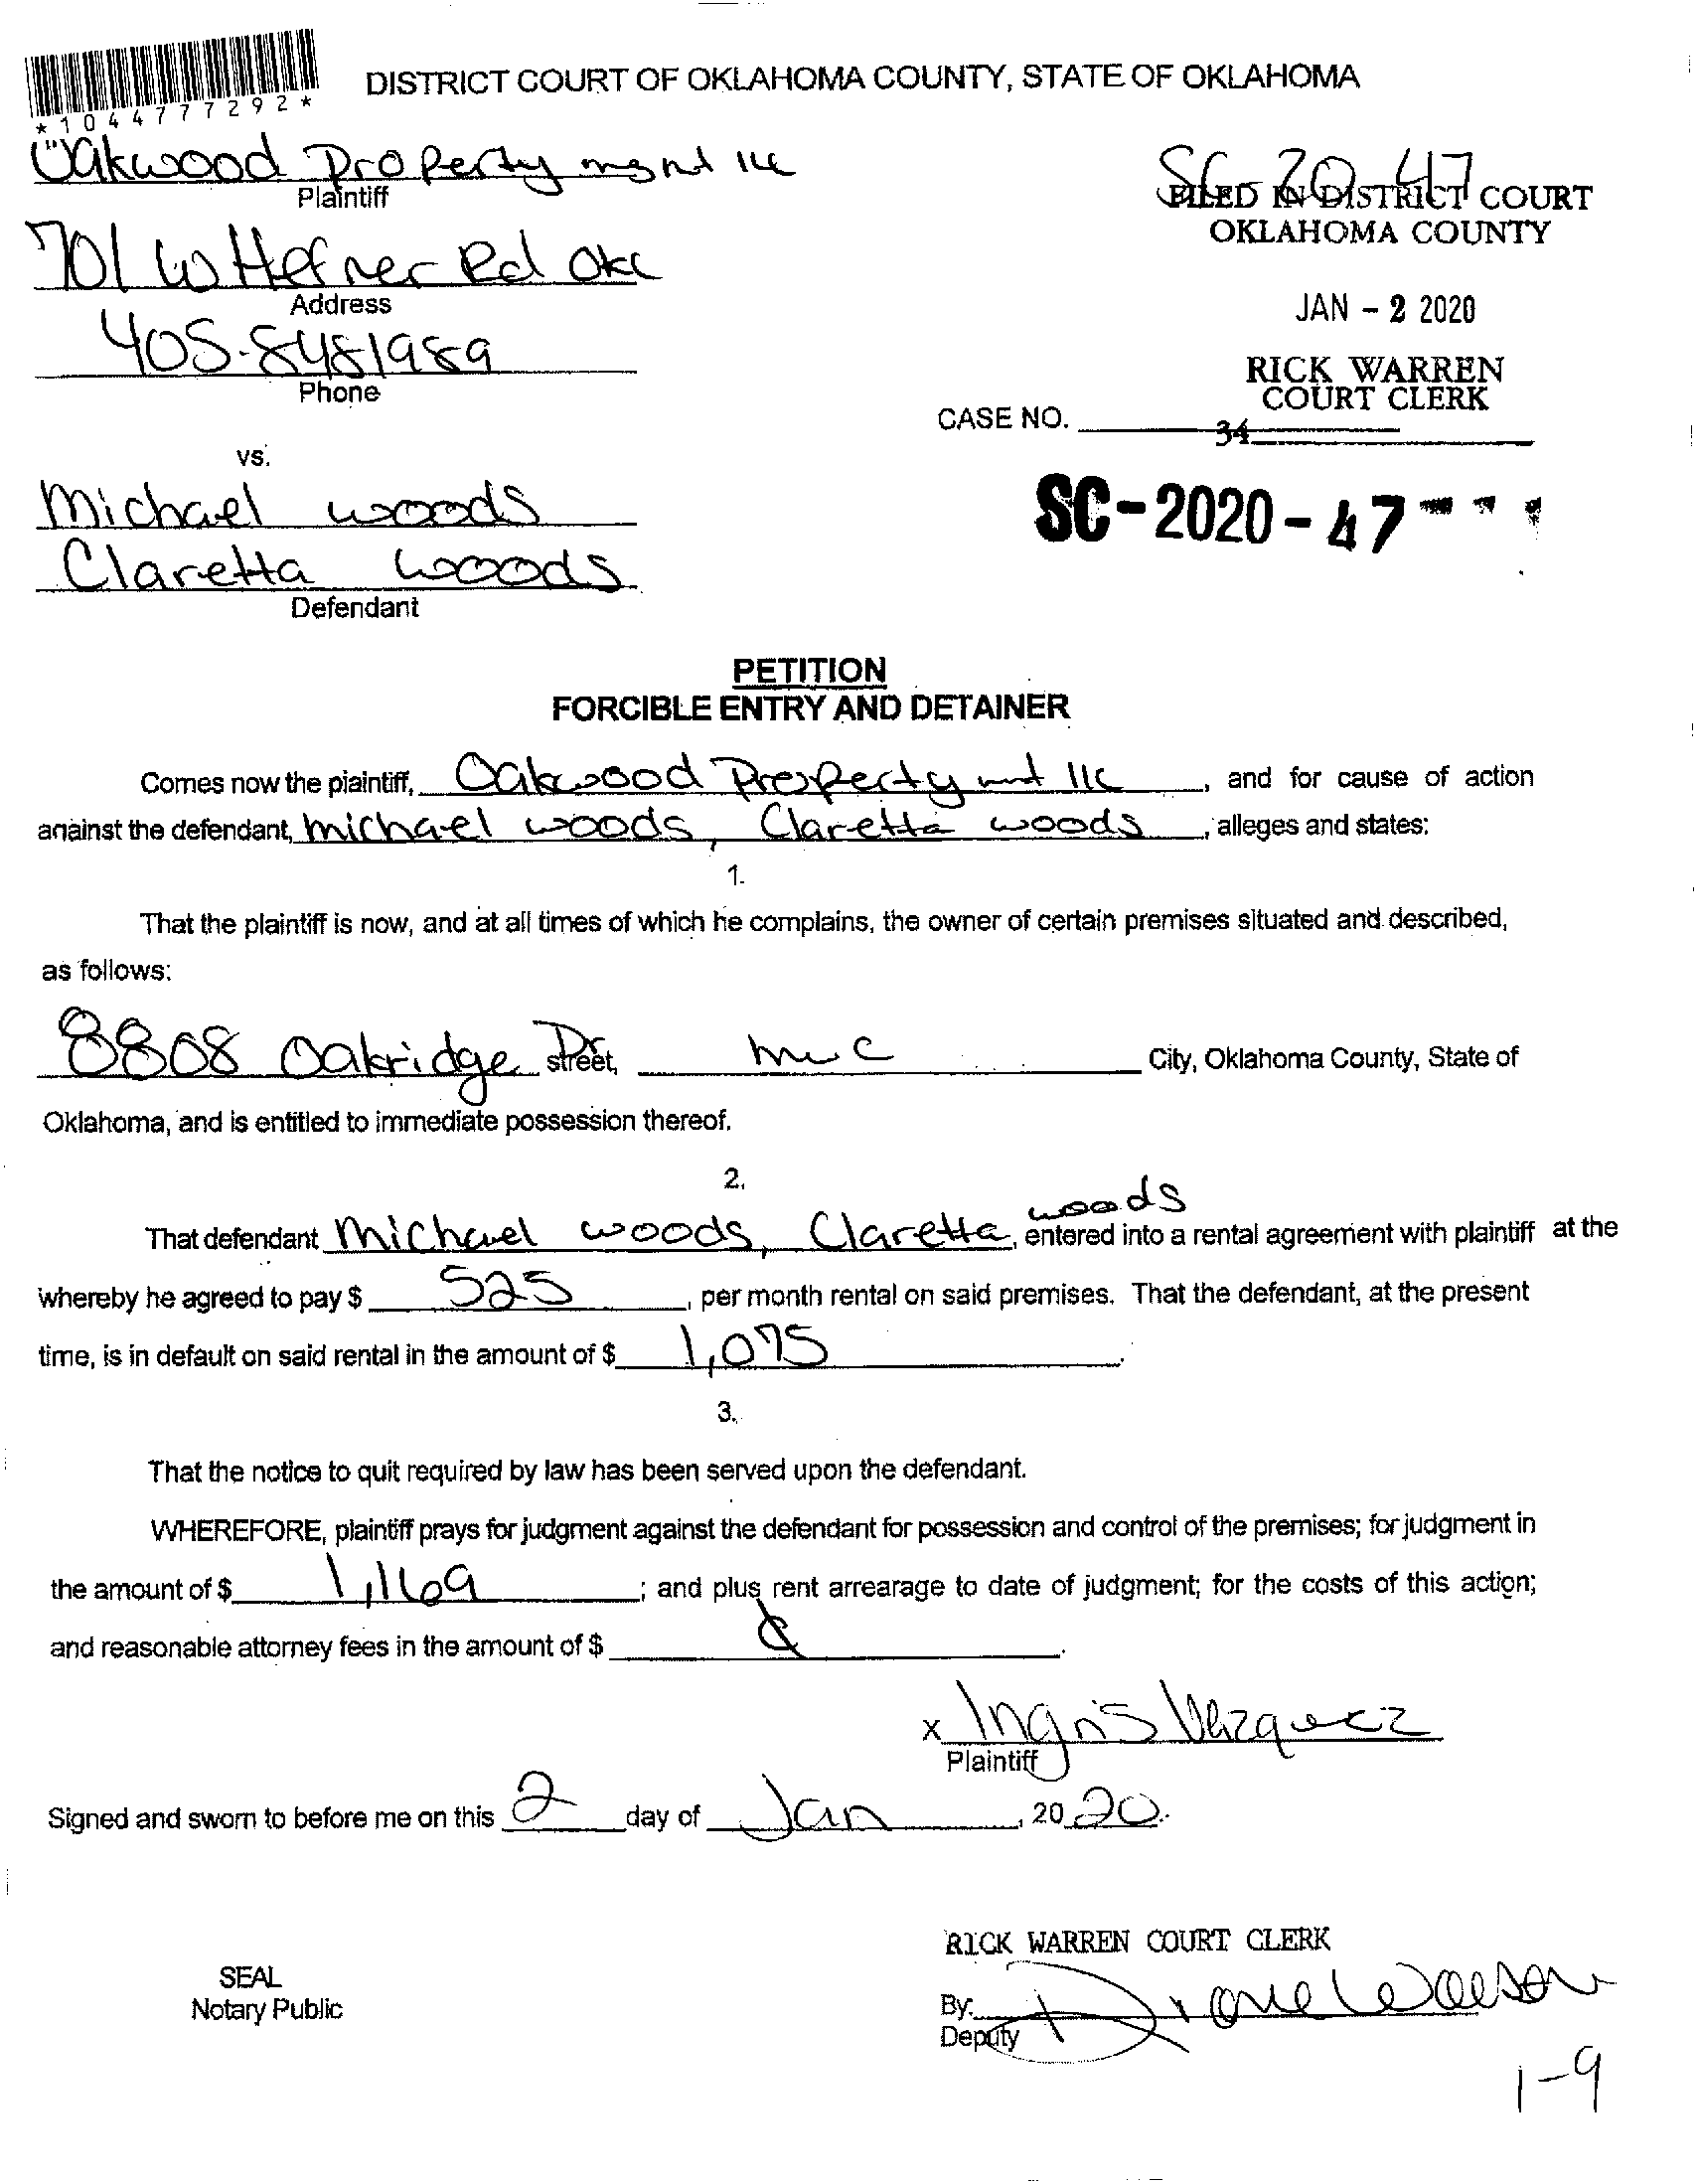 DISTRICT COURT OF OKLAHOMA COUNTY, STATE OF OKLAHOMA
*1044777292*
Oakwood Property mgnt llc
Plaintiff
SC-20-47
FILED IN DISTRICT COURT
OKLAHOMA COUNTY
701 W Hefner Rd OKC
Address
JAN - 2 2020
405-8481989
Phone
RICK WARREN
COURT CLERK
CASE NO.
34
vs.
Michael woods
SC-2020-47
Claretta woods
Defendant
PETITION
FORCIBLE ENTRY AND DETAINER
Comes now the plaintiff, Oakwood Property mt llc, and for cause of action
against the defendant, Michael woods, Claretta woods, alleges and states:
1.
That the plaintiff is now, and at all times of which he complains, the owner of certain premises situated and described,
as follows:
8808 Oakridge Dr street, mwc City, Oklahoma County, State of
Oklahoma, and is entitled to immediate possession thereof.
2.
That defendant Michael woods, Claretta woods, entered into a rental agreement with plaintiff at the
whereby he agreed to pay $ 525, per month rental on said premises. That the defendant, at the present
time, is in default on said rental in the amount of $ 1,075.
3.
That the notice to quit required by law has been served upon the defendant.
WHEREFORE, plaintiff prays for judgment against the defendant for possession and control of the premises; for judgment in
the amount of $ 1,169; and plus rent arrearage to date of judgment; for the costs of this action;
and reasonable attorney fees in the amount of $
x Ingris Vazquez
Plaintiff
Signed and sworn to before me on this 2 day of Jan, 2020.
RICK WARREN COURT CLERK
SEAL
Notary Public
By:
Deputy
1-9